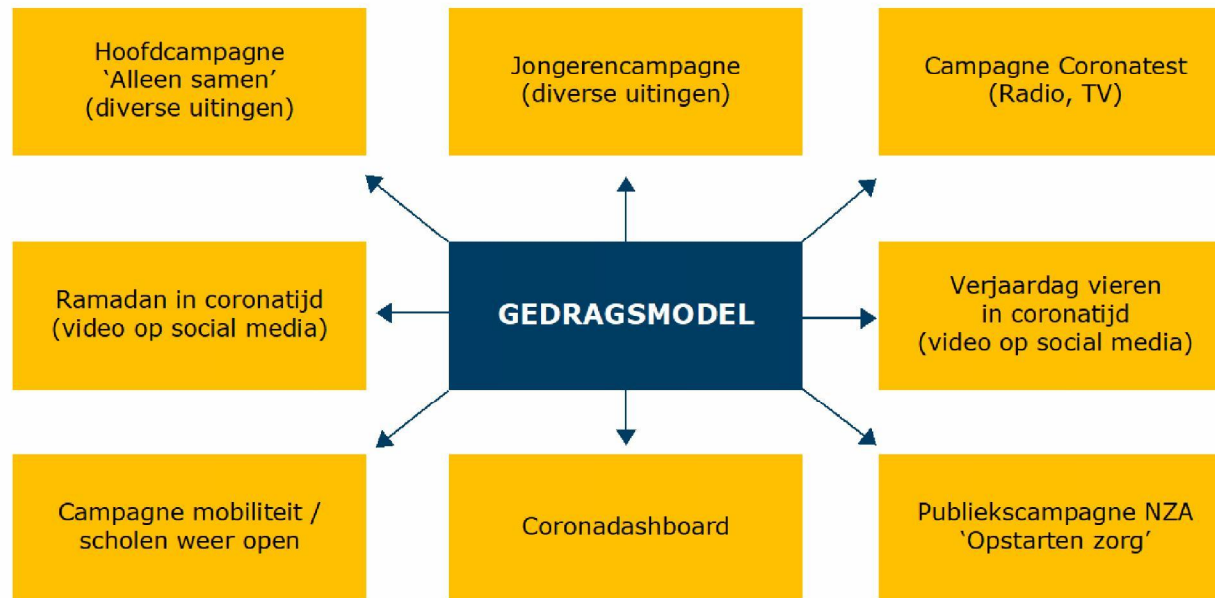 Hoofdcampagne
‘Alleen samen’
(diverse uitingen)
Jongerencampagne
(diverse uitingen)
Campagne Coronatest
(Radio, TV)
Ramadan in coronatijd
(video op social media)
GEDRAGSMODEL
Verjaardag vieren
in coronatijd
(video op social media)
Campagne mobiliteit /
scholen weer open
Coronadashboard
Publiekscampagne NZA
‘Opstarten zorg’